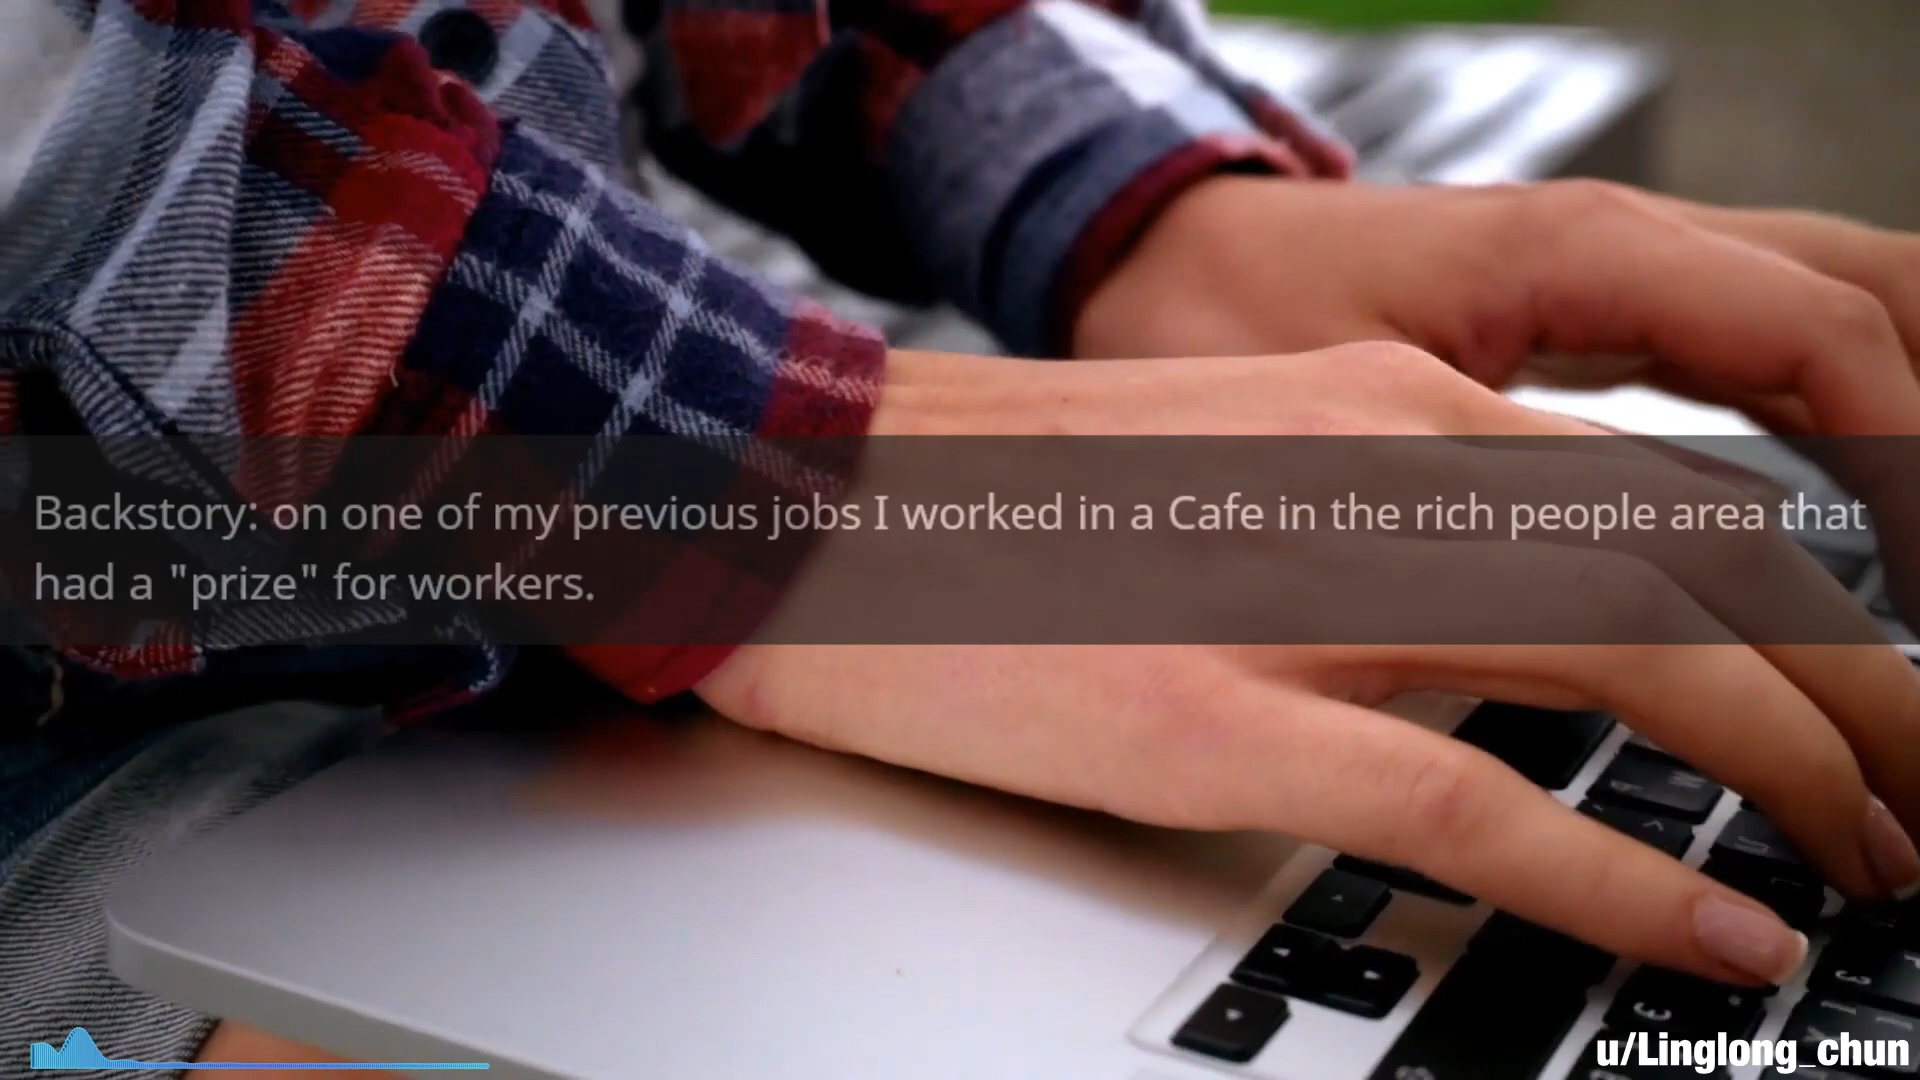 Backstory: on one of my previous jobs I worked in a Cafe in the rich people area that
had a "prize" for workers.
u/Linglong_chun